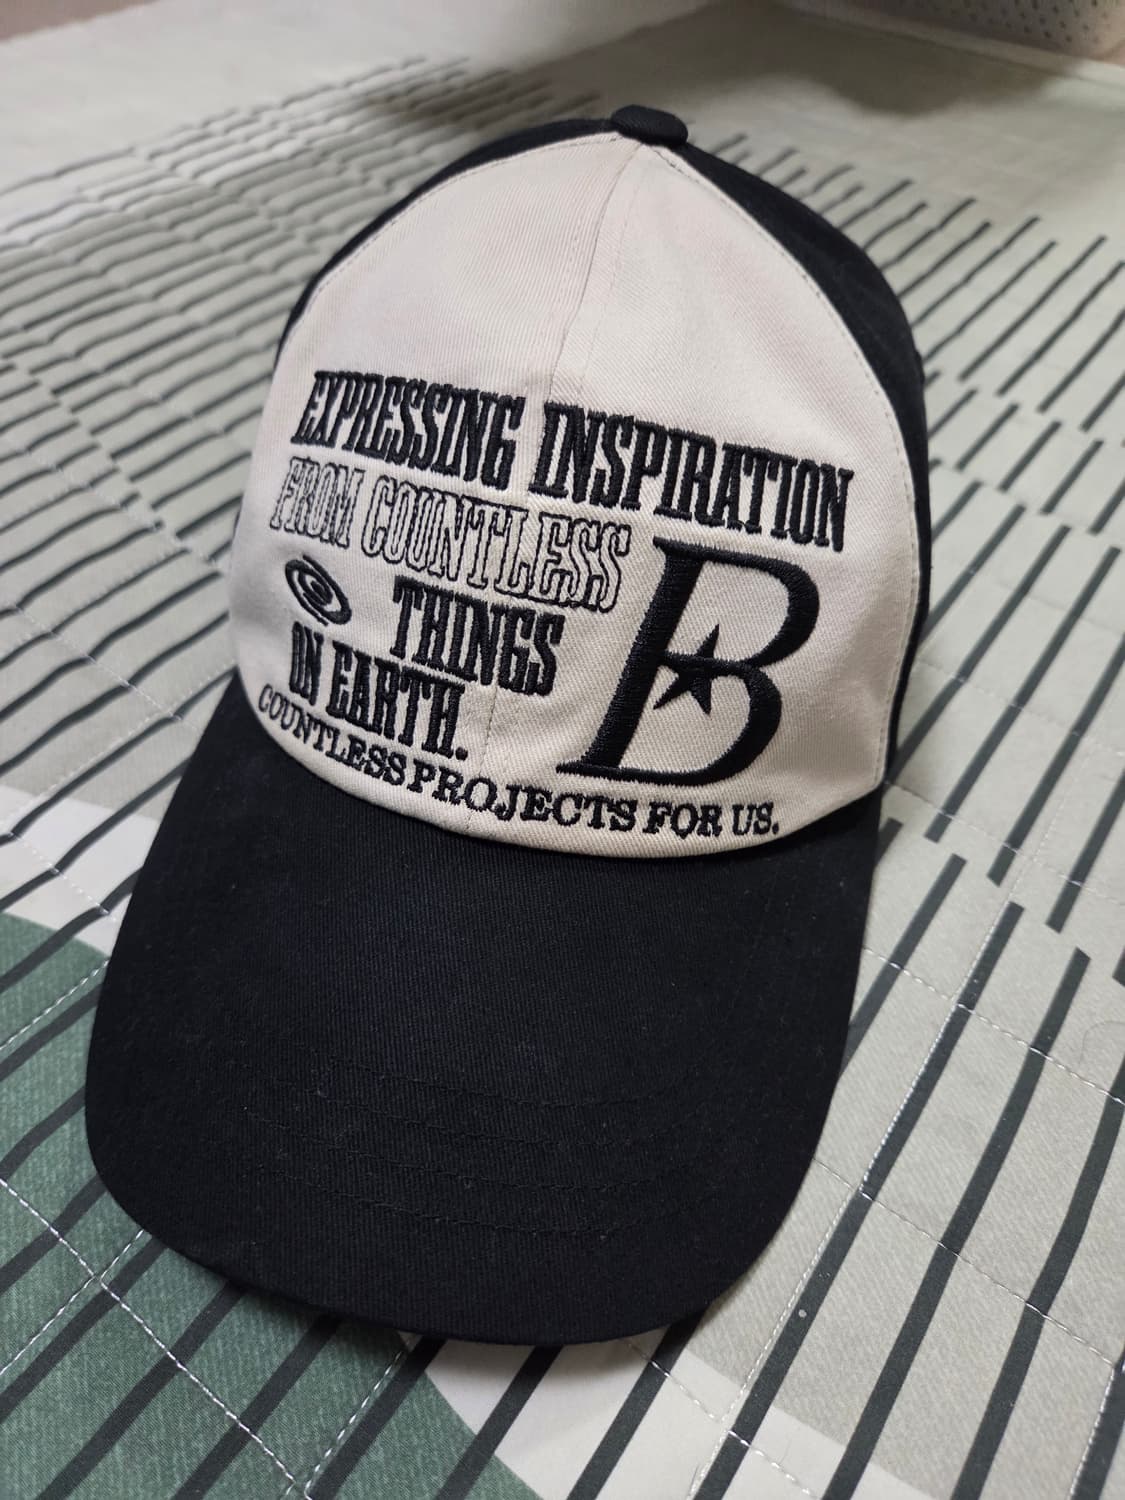 EXPRESSING INSPIRATION
FROM COUNTLESS
THINGS
ON EARTH.
B
COUNTLESS PROJECTS FOR US.